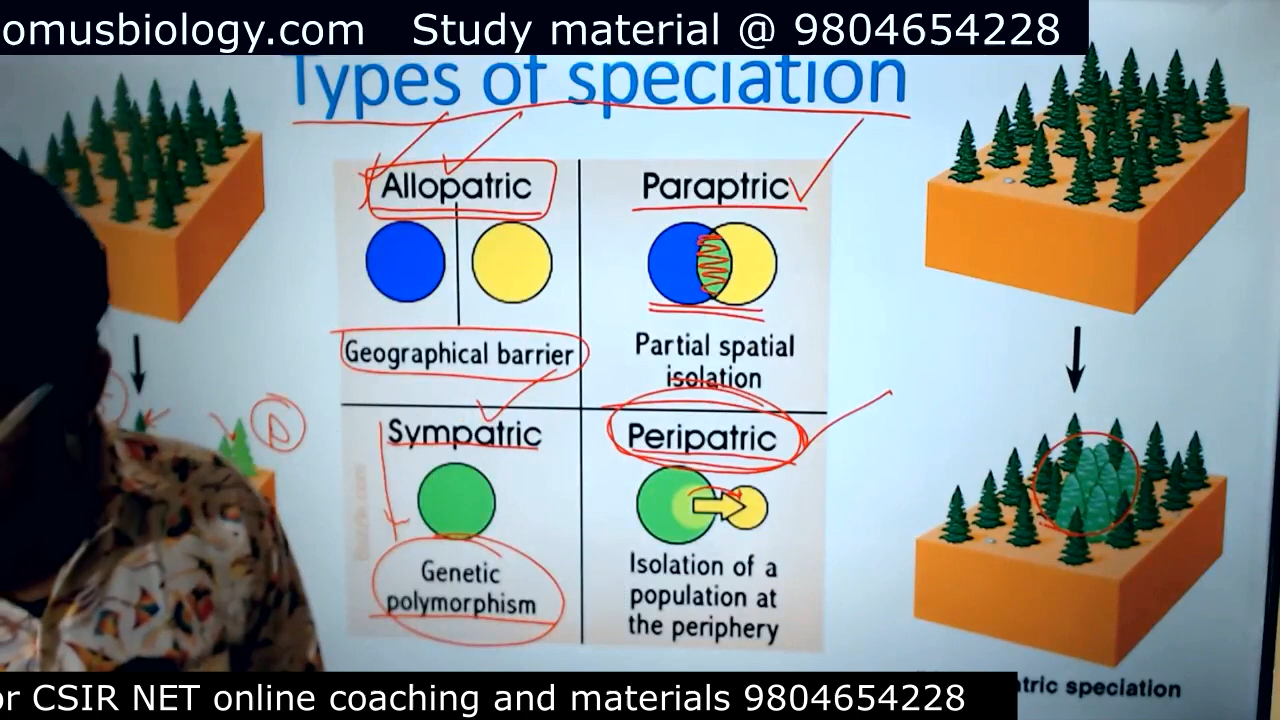 omusbiology.com Study material @ 9804654228
Types of speciation
Allopatric
Paraptric
Geographical barrier
Partial spatial
isolation
Sympatric
Peripatric
D
Genetic
polymorphism
Isolation of a
population at
the periphery
tric speciation
or CSIR NET online coaching and materials 9804654228